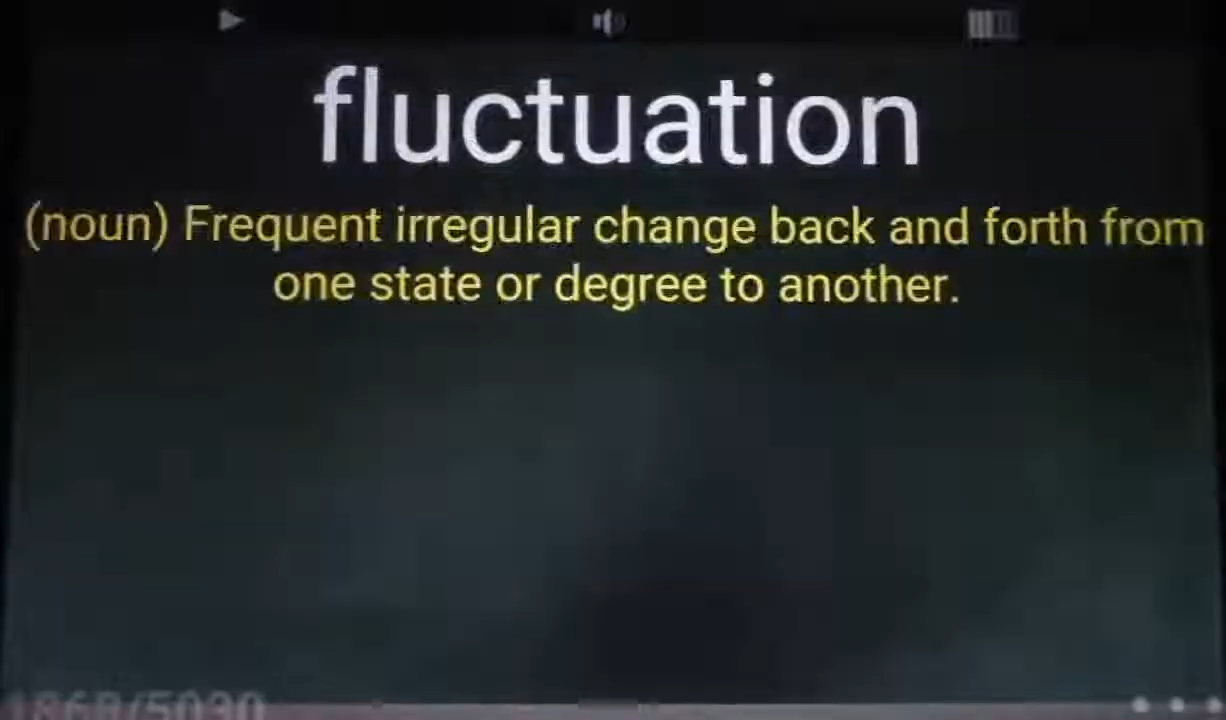 fluctuation
(noun) Frequent irregular change back and forth from
one state or degree to another.